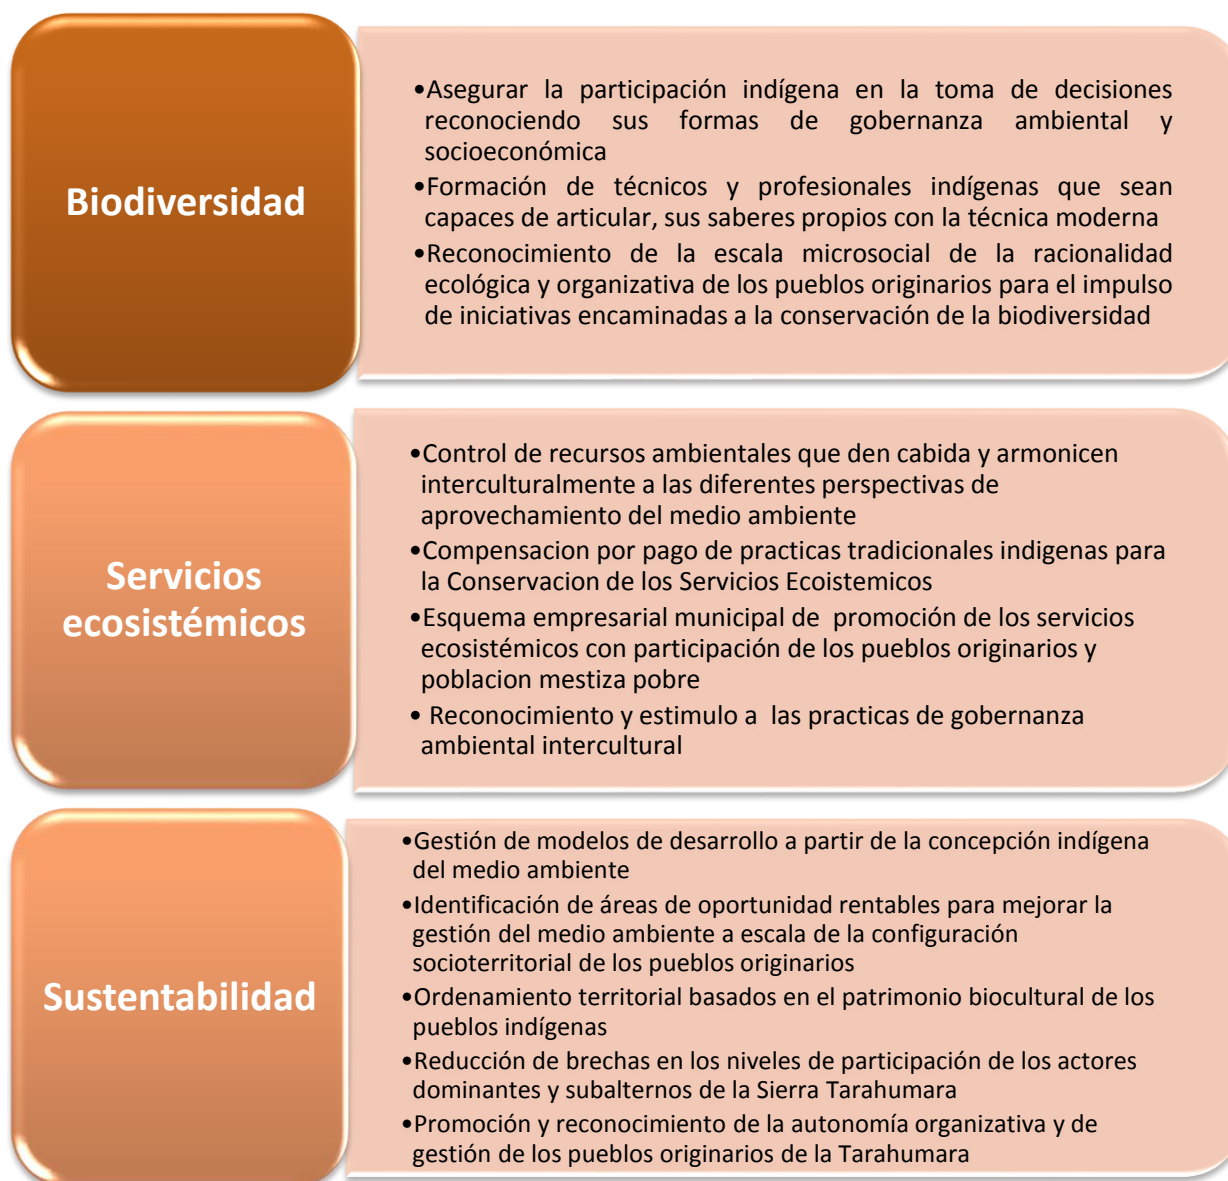 Biodiversidad
•Asegurar la participación indígena en la toma de decisiones
reconociendo sus formas de gobernanza ambiental y
socioeconómica
•Formación de técnicos y profesionales indígenas que sean
capaces de articular, sus saberes propios con la técnica moderna
•Reconocimiento de la escala microsocial de la racionalidad
ecológica y organizativa de los pueblos originarios para el impulso
de iniciativas encaminadas a la conservación de la biodiversidad
Servicios
ecosistémicos
•Control de recursos ambientales que den cabida y armonicen
interculturalmente a las diferentes perspectivas de
aprovechamiento del medio ambiente
•Compensacion por pago de practicas tradicionales indigenas para
la Conservacion de los Servicios Ecoistemicos
•Esquema empresarial municipal de promoción de los servicios
ecosistémicos con participación de los pueblos originarios y
poblacion mestiza pobre
• Reconocimiento y estimulo a las practicas de gobernanza
ambiental intercultural
Sustentabilidad
•Gestión de modelos de desarrollo a partir de la concepción indígena
del medio ambiente
•Identificación de áreas de oportunidad rentables para mejorar la
gestión del medio ambiente a escala de la configuración
socioterritorial de los pueblos originarios
•Ordenamiento territorial basados en el patrimonio biocultural de los
pueblos indígenas
•Reducción de brechas en los niveles de participación de los actores
dominantes y subalternos de la Sierra Tarahumara
•Promoción y reconocimiento de la autonomía organizativa y de
gestión de los pueblos originarios de la Tarahumara